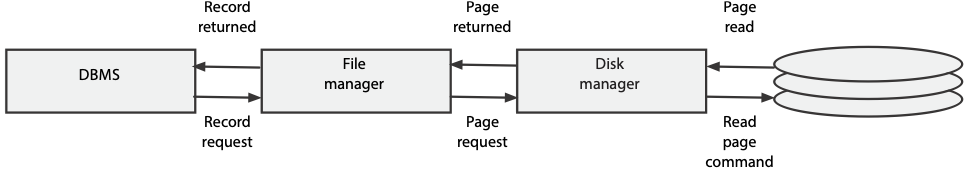 Record
returned
Page
returned
Page
read
DBMS
File
manager
Disk
manager
Record
request
Page
request
Read
page
command